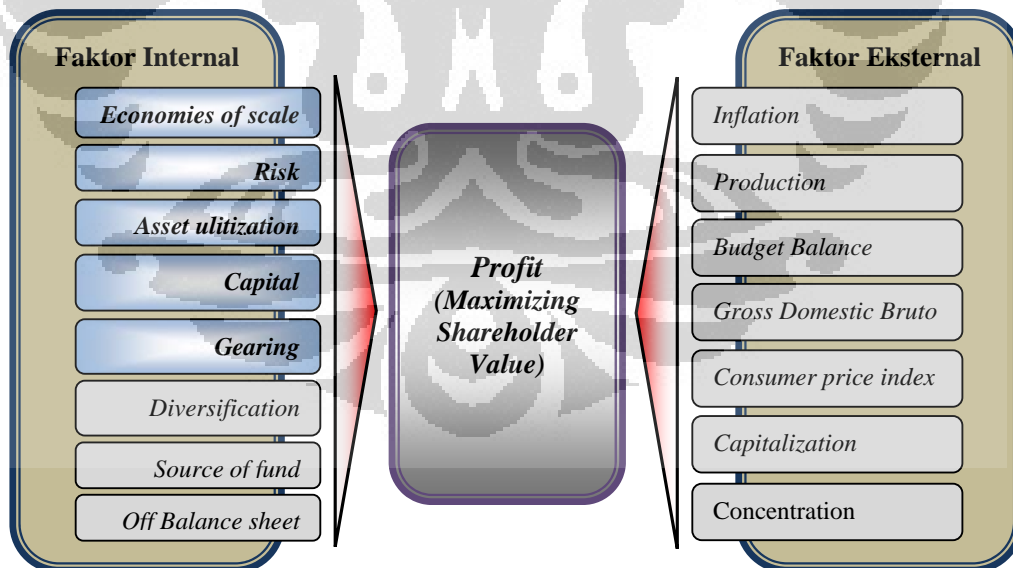 Faktor Internal
Economies of scale
Risk
Asset ulitization
Capital
Gearing
Diversification
Source of fund
Off Balance sheet
Profit
(Maximizing
Shareholder
Value)
Faktor Eksternal
Inflation
Production
Budget Balance
Gross Domestic Bruto
Consumer price index
Capitalization
Concentration